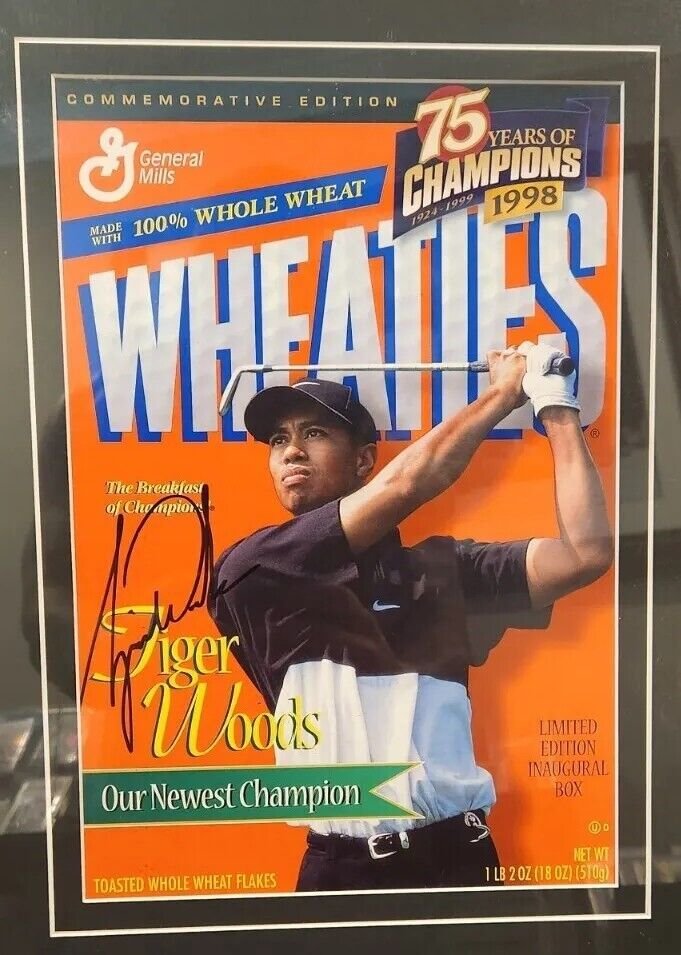 COMMEMORATIVE EDITION
75
YEARS OF
CHAMPIONS
1924-1999
1998
General
Mills
MADE
WITH
100% WHOLE WHEAT
WHEATIES
®
The Breakfast
of Champions
Tiger
Woods
Our Newest Champion
LIMITED
EDITION
INAUGURAL
BOX
U D
NET WT
1 LB 2 OZ (18 OZ) (510g)
TOASTED WHOLE WHEAT FLAKES